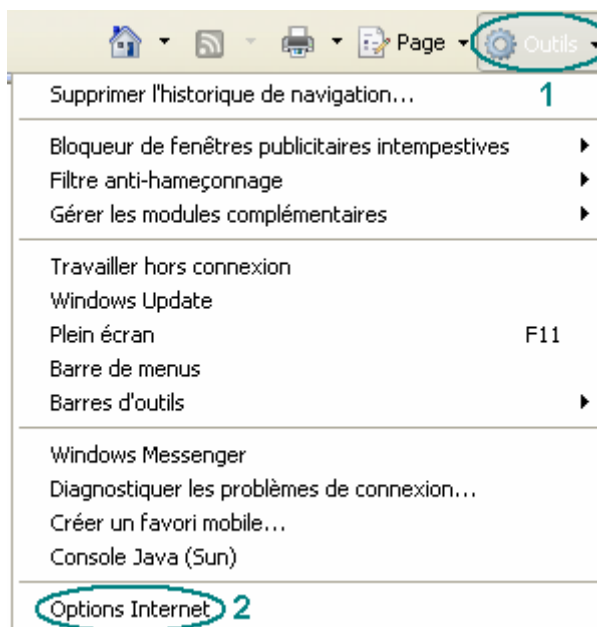 Page Outils
Supprimer l'historique de navigation... 1
Bloqueur de fenêtres publicitaires intempestives
Filtre anti-hameçonnage
Gérer les modules complémentaires
Travailler hors connexion
Windows Update
Plein écran F11
Barre de menus
Barres d'outils
Windows Messenger
Diagnostiquer les problèmes de connexion...
Créer un favori mobile...
Console Java (Sun)
Options Internet 2